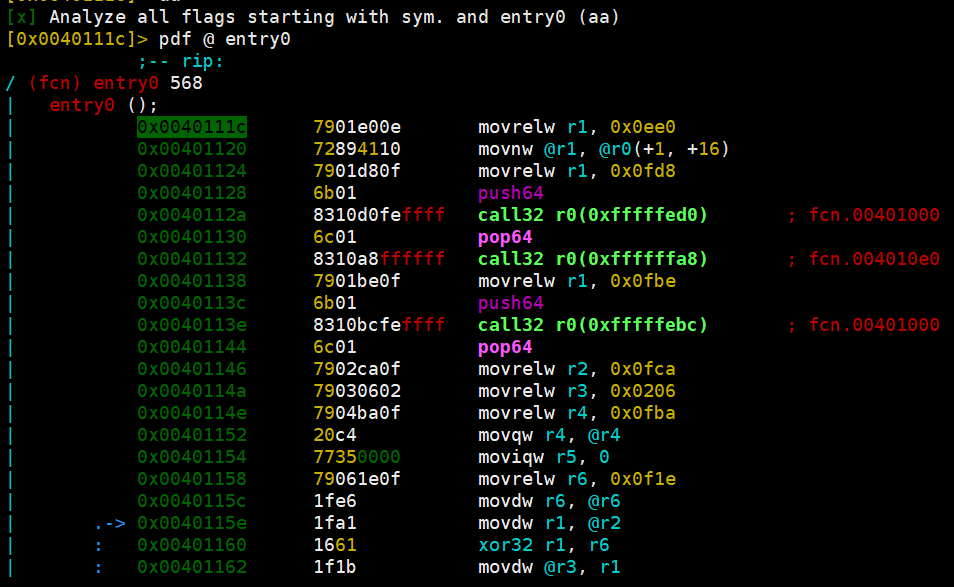 [x] Analyze all flags starting with sym. and entry0 (aa)
[0x0040111c]> pdf @ entry0
;-- rip:
/ (fcn) entry0 568
|   entry0 ();
|           0x0040111c      7901e00e       movrelw r1, 0x0ee0
|           0x00401120      72894110       movnw @r1, @r0(+1, +16)
|           0x00401124      7901d80f       movrelw r1, 0x0fd8
|           0x00401128      6b01           push64
|           0x0040112a      8310d0feffff   call32 r0(0xfffffed0)       ; fcn.00401000
|           0x00401130      6c01           pop64
|           0x00401132      8310a8ffffff   call32 r0(0xffffffa8)       ; fcn.004010e0
|           0x00401138      7901be0f       movrelw r1, 0x0fbe
|           0x0040113c      6b01           push64
|           0x0040113e      8310bcfeffff   call32 r0(0xfffffebc)       ; fcn.00401000
|           0x00401144      6c01           pop64
|           0x00401146      7902ca0f       movrelw r2, 0x0fca
|           0x0040114a      79030602       movrelw r3, 0x0206
|           0x0040114e      7904ba0f       movrelw r4, 0x0fba
|           0x00401152      20c4           movqw r4, @r4
|           0x00401154      77350000       moviqw r5, 0
|           0x00401158      79061e0f       movrelw r6, 0x0f1e
|           0x0040115c      1fe6           movdw r6, @r6
|       .-> 0x0040115e      1fa1           movdw r1, @r2
|       :   0x00401160      1661           xor32 r1, r6
|       :   0x00401162      1f1b           movdw @r3, r1